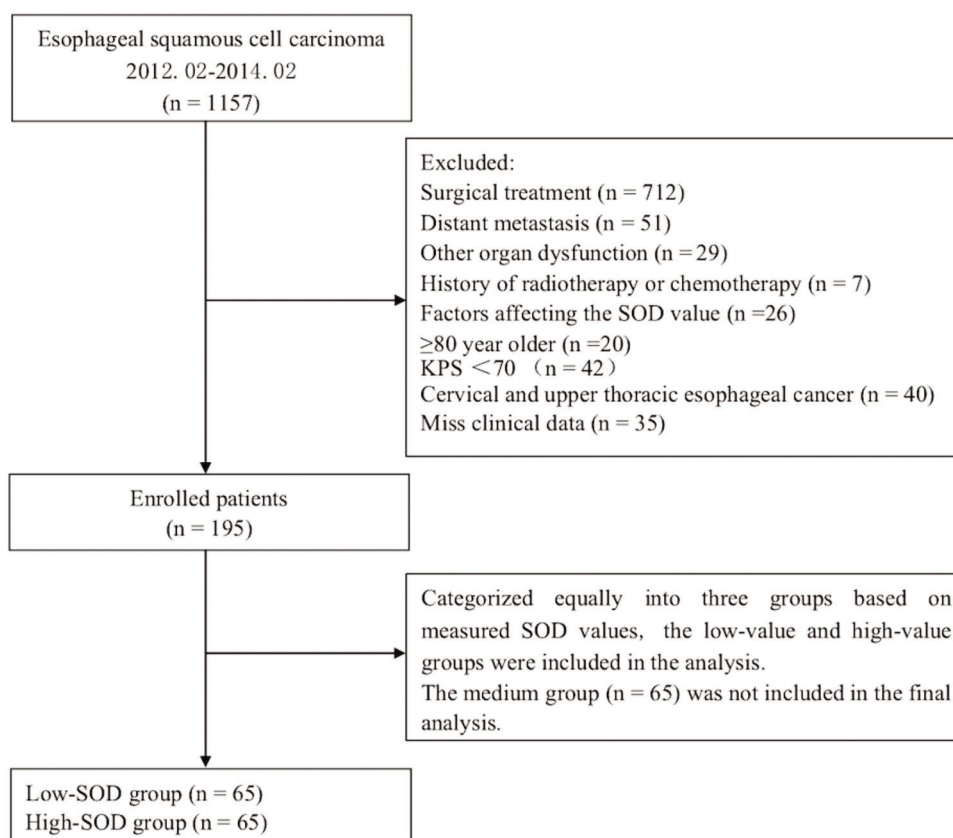 Esophageal squamous cell carcinoma
2012. 02-2014. 02
(n = 1157)
Excluded:
Surgical treatment (n = 712)
Distant metastasis (n = 51)
Other organ dysfunction (n = 29)
History of radiotherapy or chemotherapy (n = 7)
Factors affecting the SOD value (n =26)
≥80 year older (n =20)
KPS <70 （n = 42）
Cervical and upper thoracic esophageal cancer (n = 40)
Miss clinical data (n = 35)
Enrolled patients
(n = 195)
Categorized equally into three groups based on
measured SOD values, the low-value and high-value
groups were included in the analysis.
The medium group (n = 65) was not included in the final
analysis.
Low-SOD group (n = 65)
High-SOD group (n = 65)